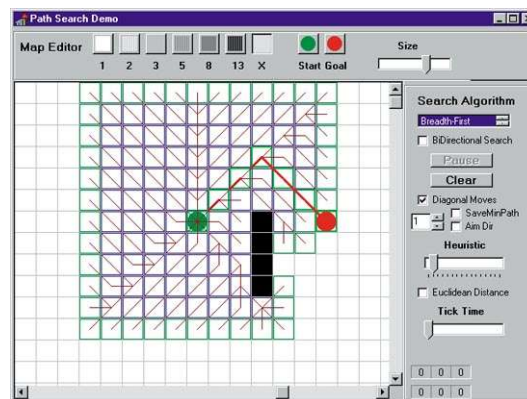 Path Search Demo
Map Editor
1 2 3 5 8 13 X
Start Goal
Size
Search Algorithm
Breadth-First
BiDirectional Search
Pause
Clear
Diagonal Moves
1
SaveMinPath
Aim Dir
Heuristic
Euclidean Distance
Tick Time
0 0 0
0 0 0